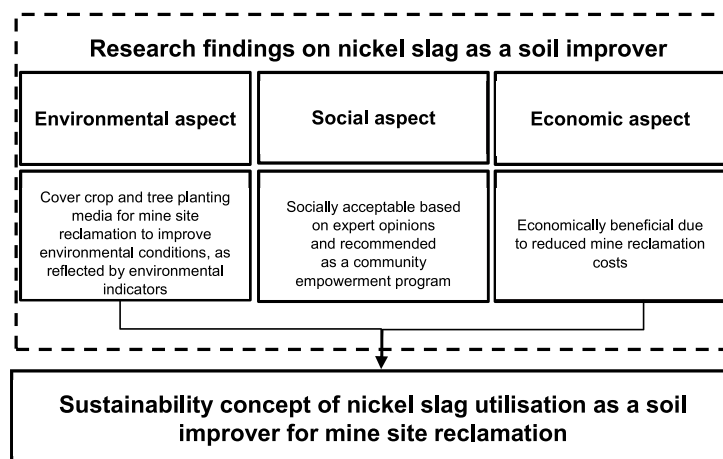 Research findings on nickel slag as a soil improver
Environmental aspect
Social aspect
Economic aspect
Cover crop and tree planting
media for mine site
reclamation to improve
environmental conditions, as
reflected by environmental
indicators
Socially acceptable based
on expert opinions
and recommended
as a community
empowerment program
Economically beneficial due
to reduced mine reclamation
costs
Sustainability concept of nickel slag utilisation as a soil
improver for mine site reclamation